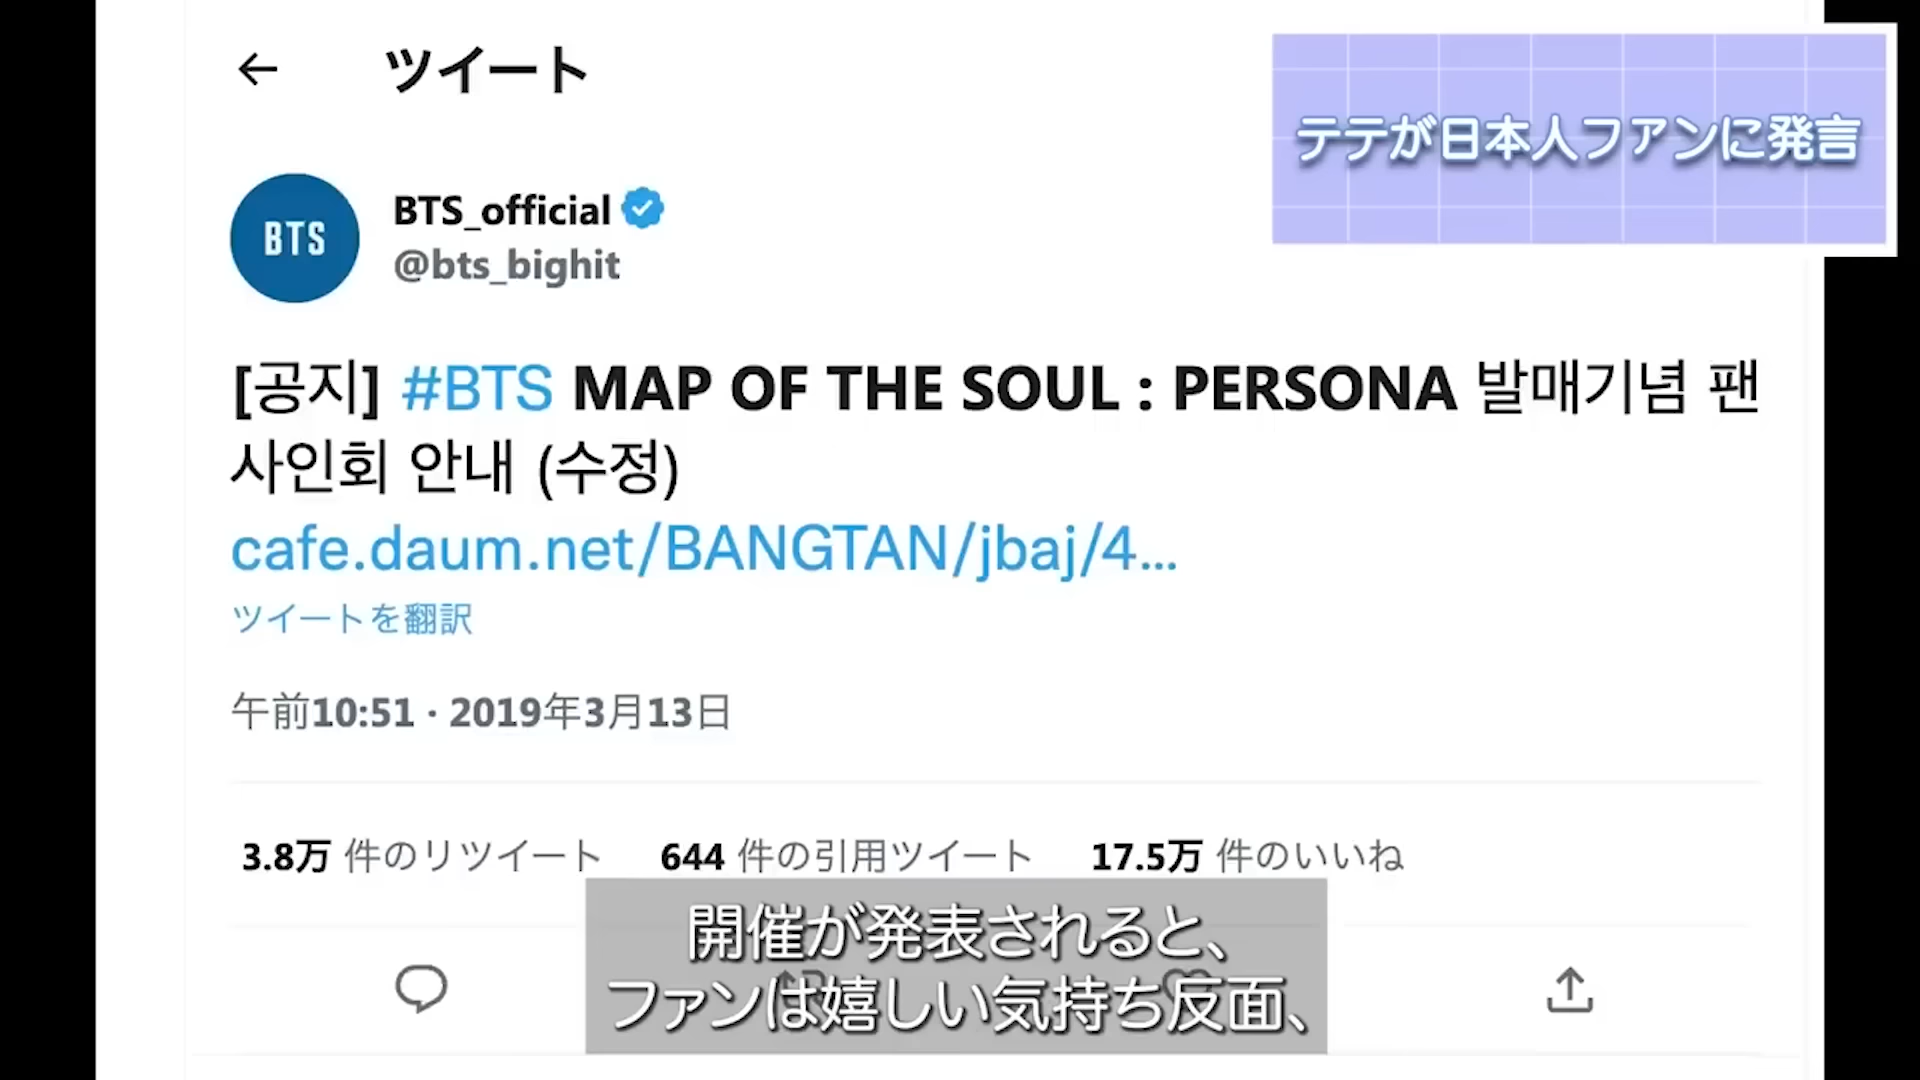 ツイート
テテが日本人ファンに発言
BTS
BTS_official
@bts_bighit
[공지] #BTS MAP OF THE SOUL : PERSONA 발매기념 팬
사인회 안내 (수정)
cafe.daum.net/BANGTAN/jbaj/4…
ツイートを翻訳
午前10:51 · 2019年3月13日
3.8万 件のリツイート 644 件の引用ツイート 17.5万 件のいいね
開催が発表されると、
ファンは嬉しい気持ち反面、